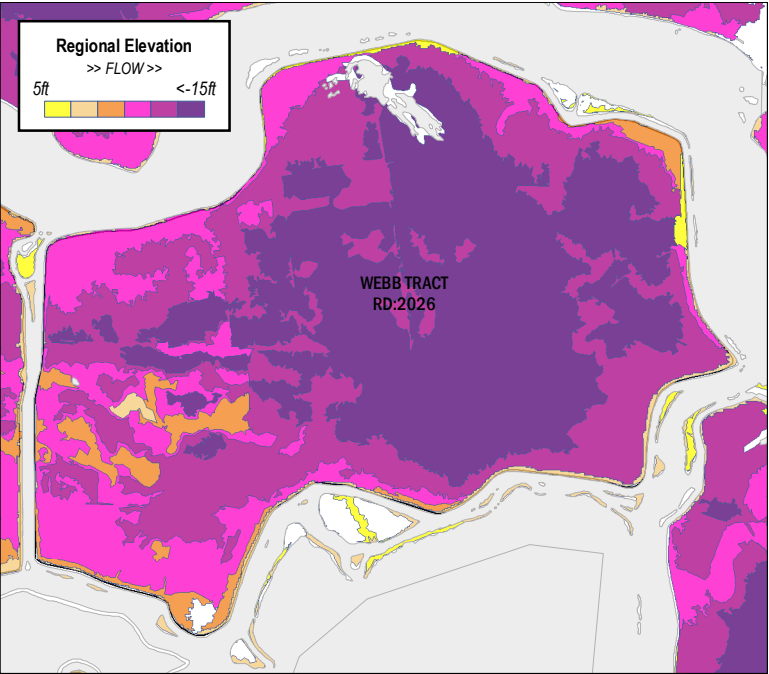 Regional Elevation
>> FLOW >>
5ft <-15ft
WEBB TRACT
RD:2026